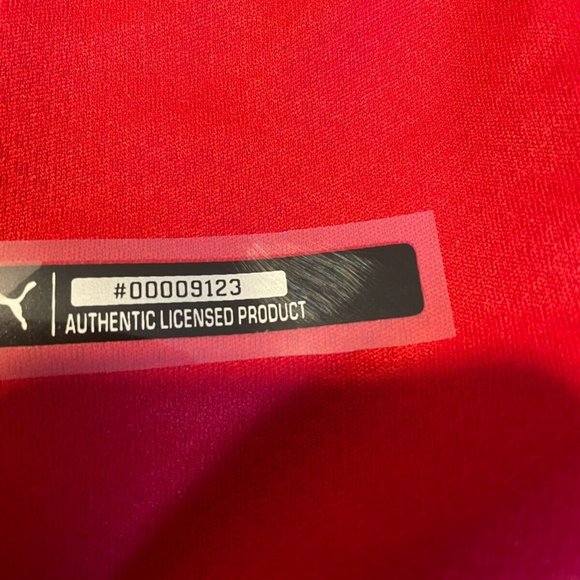 #00009123
AUTHENTIC LICENSED PRODUCT